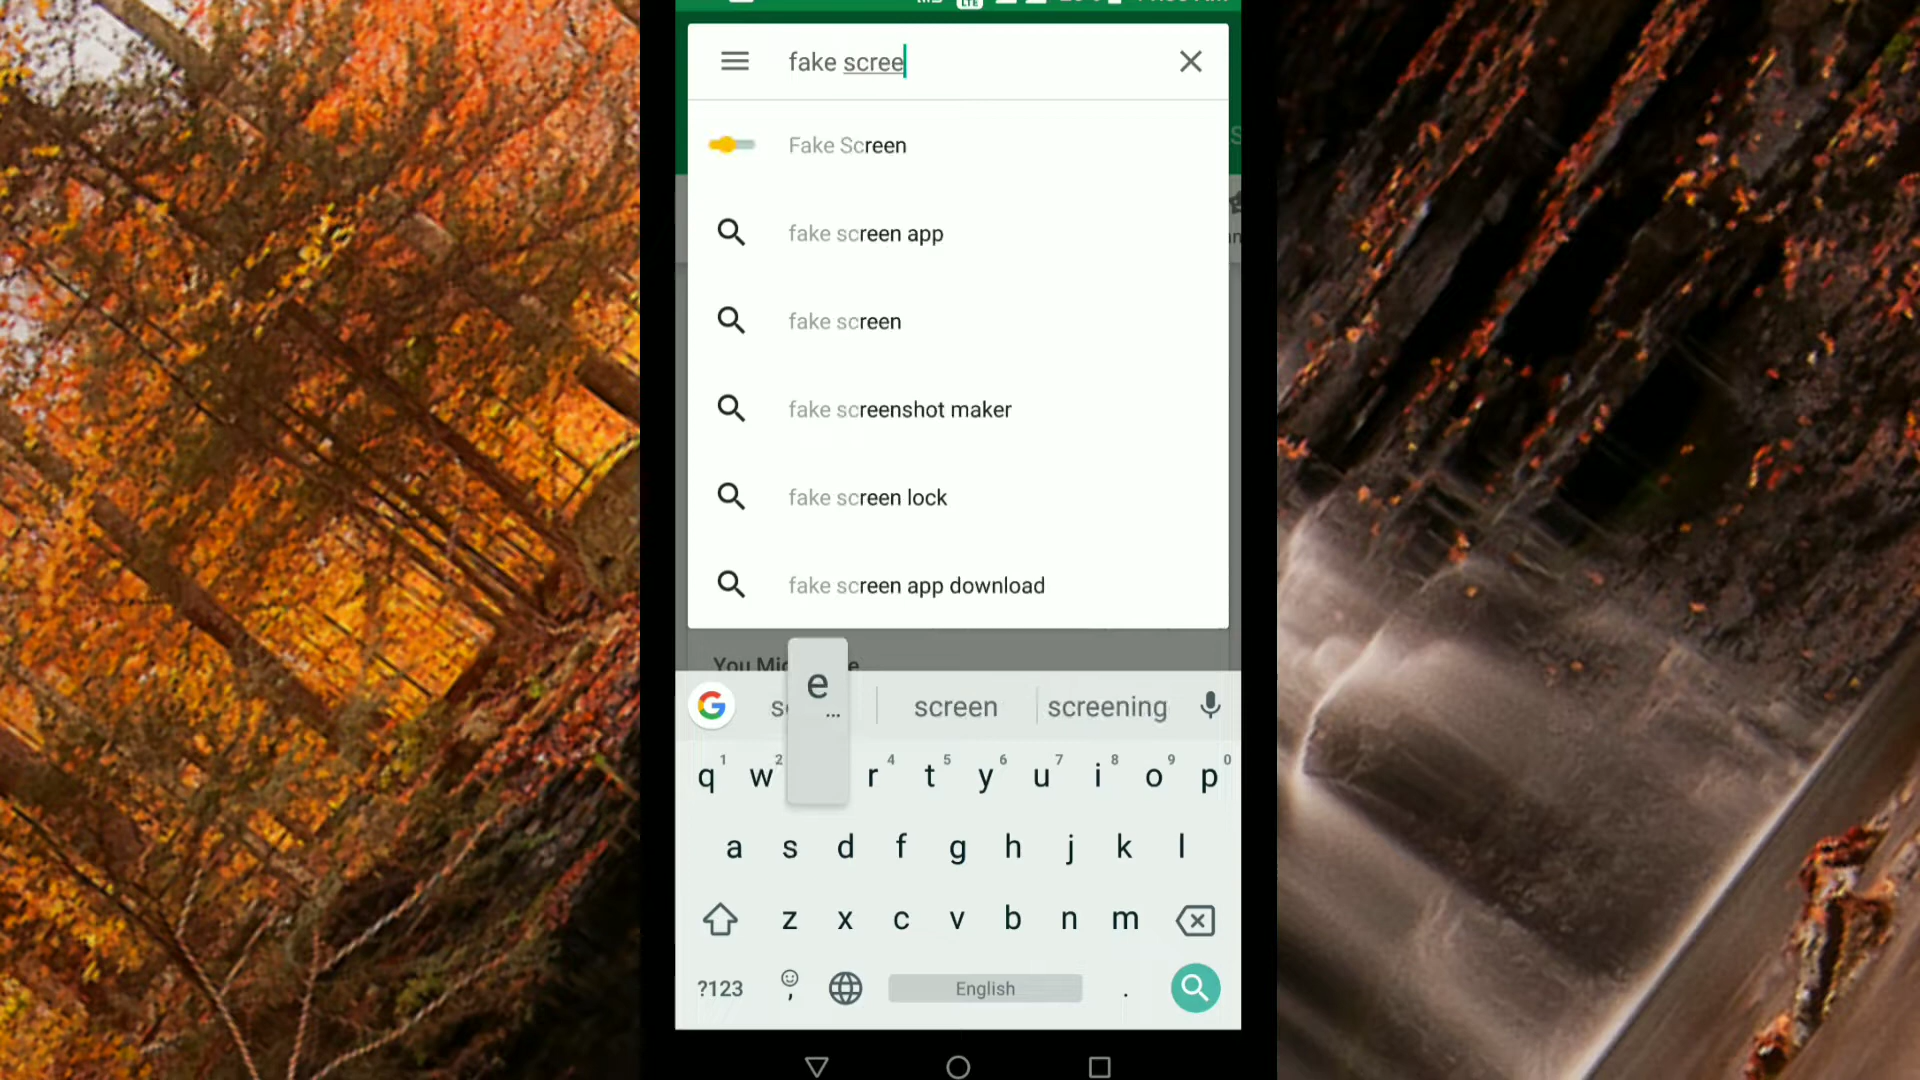 fake scree
Fake Screen
fake screen app
fake screen
fake screenshot maker
fake screen lock
fake screen app download
e
...
screen
screening
1 2 4 5 6 7 8 9 0
q w r t y u i o p
a s d f g h j k l
z x c v b n m
?123 , English .